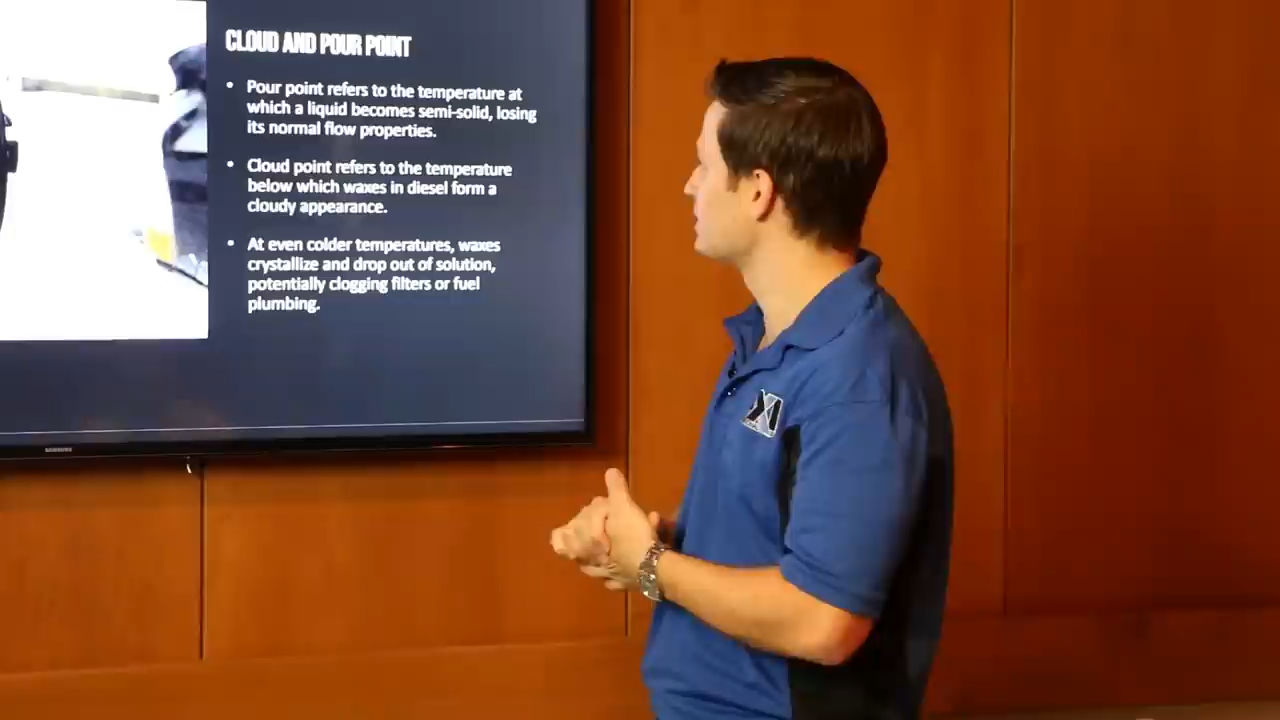 CLOUD AND POUR POINT
• Pour point refers to the temperature at
which a liquid becomes semi-solid, losing
its normal flow properties.
• Cloud point refers to the temperature
below which waxes in diesel form a
cloudy appearance.
• At even colder temperatures, waxes
crystallize and drop out of solution,
potentially clogging filters or fuel
plumbing.
SAMSUNG